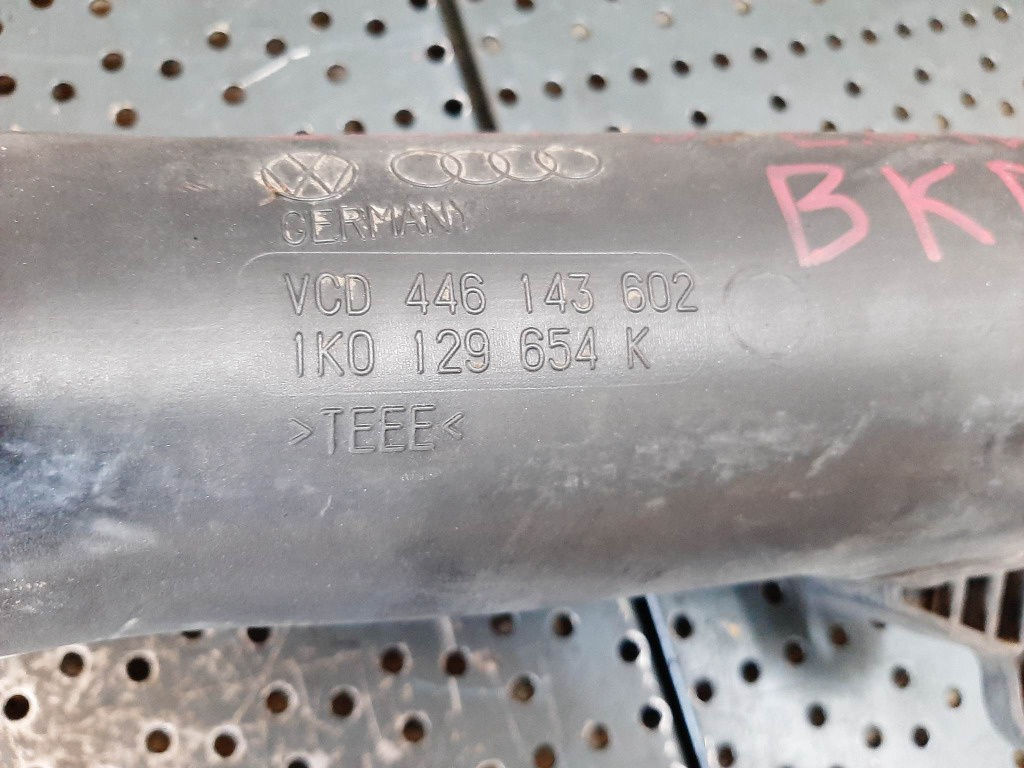 GERMANY
VCD 446 143 602
1K0 129 654 K
>TEEE<